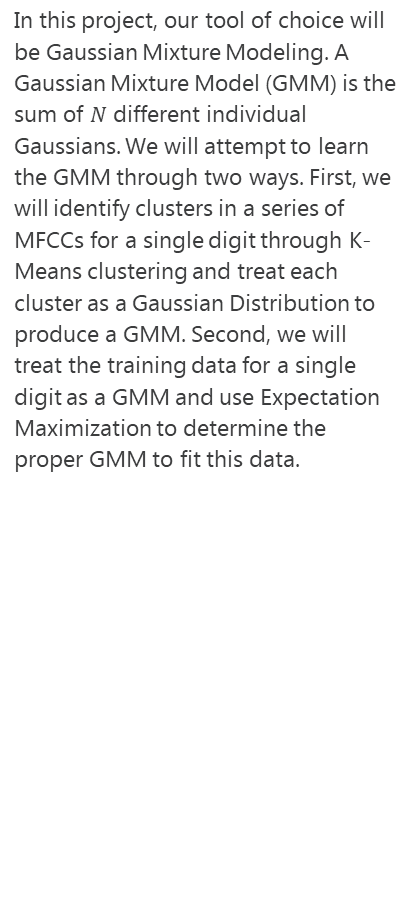 In this project, our tool of choice will
be Gaussian Mixture Modeling. A
Gaussian Mixture Model (GMM) is the
sum of N different individual
Gaussians. We will attempt to learn
the GMM through two ways. First, we
will identify clusters in a series of
MFCCs for a single digit through K-
Means clustering and treat each
cluster as a Gaussian Distribution to
produce a GMM. Second, we will
treat the training data for a single
digit as a GMM and use Expectation
Maximization to determine the
proper GMM to fit this data.